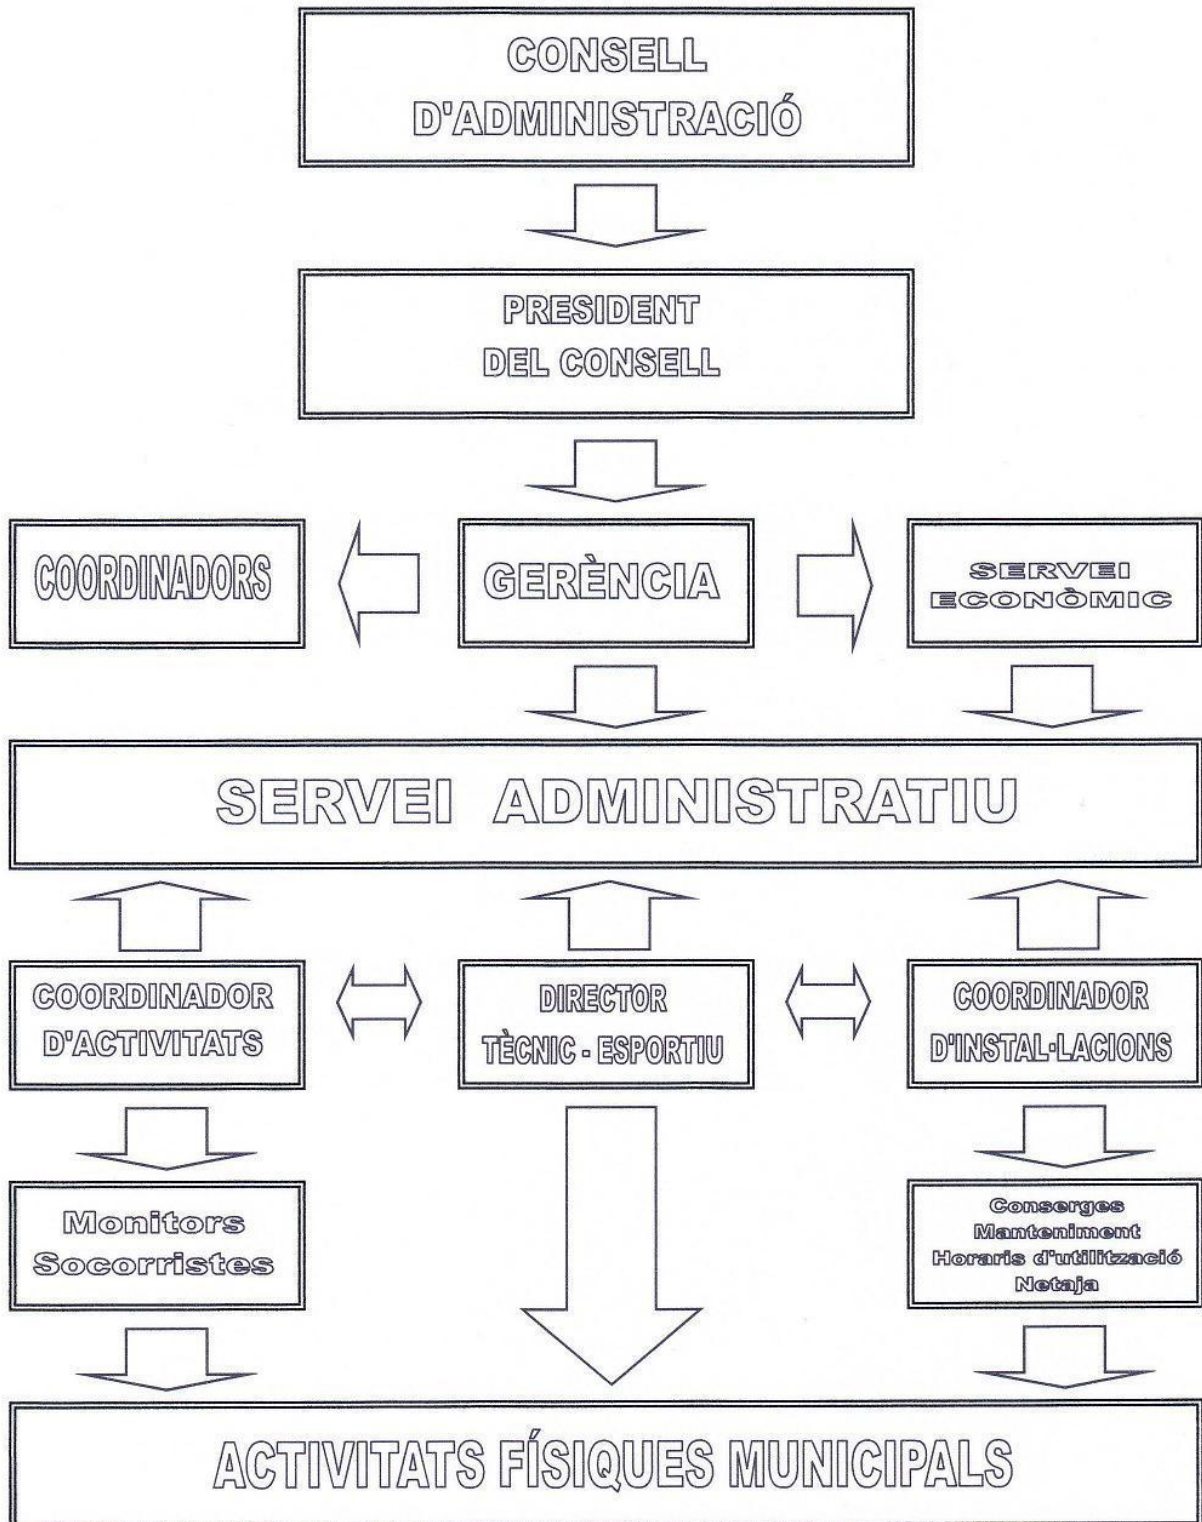 CONSELL
D'ADMINISTRACIÓ
PRESIDENT
DEL CONSELL
COORDINADORS
GERÈNCIA
SERVEI
ECONÒMIC
SERVEI ADMINISTRATIU
COORDINADOR
D'ACTIVITATS
DIRECTOR
TÈCNIC - ESPORTIU
COORDINADOR
D'INSTAL·LACIONS
Monitors
Socorristes
Conserges
Manteniment
Horaris d'utilització
Netaja
ACTIVITATS FÍSIQUES MUNICIPALS